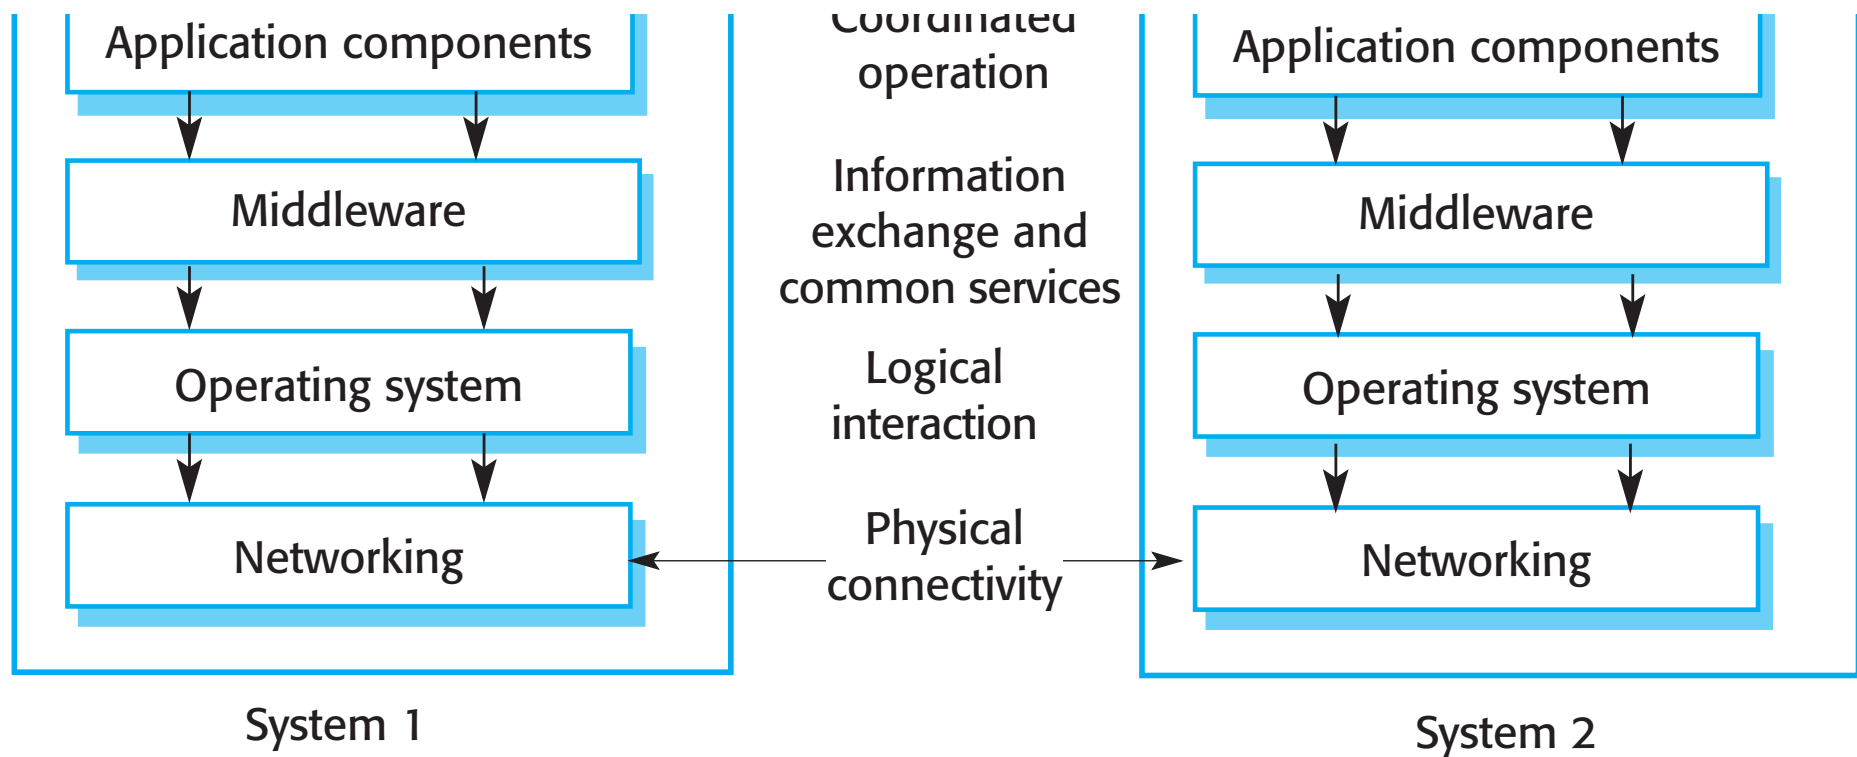 Application components
Middleware
Operating system
Networking
System 1
Coordinated
operation
Information
exchange and
common services
Logical
interaction
Physical
connectivity
Application components
Middleware
Operating system
Networking
System 2